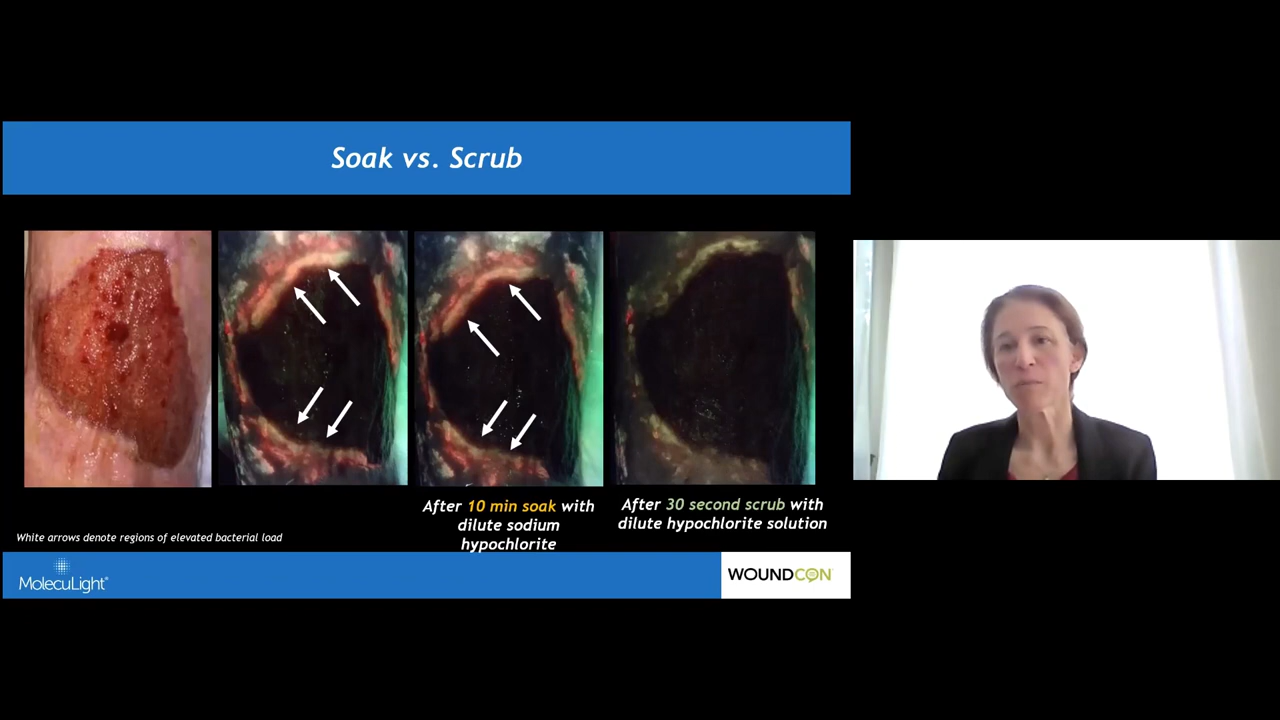 Soak vs. Scrub
After 10 min soak with
dilute sodium
hypochlorite
After 30 second scrub with
dilute hypochlorite solution
White arrows denote regions of elevated bacterial load
MolecuLight®
WOUNDCON